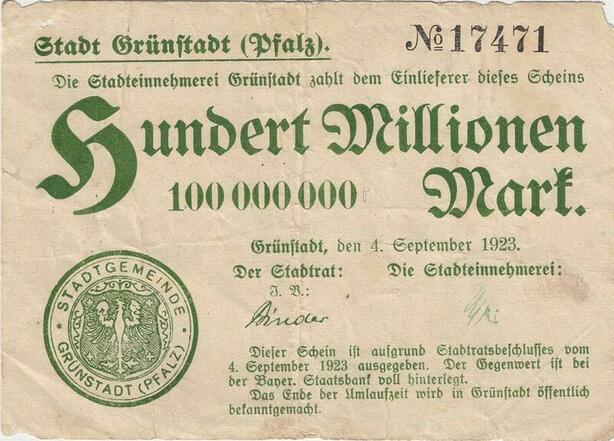 Stadt Grünstadt (Pfalz).
№ 17471
Die Stadteinnehmerei Grünstadt zahlt dem Einlieferer dieses Scheins
Hundert Millionen
100 000 000 Mark.
Grünstadt, den 4. September 1923.
Der Stadtrat: Die Stadteinnehmerei:
J. V.:
Binder
STADTGEMEINDE
GRÜNSTADT (PFALZ)
Dieser Schein ist aufgrund Stadtratsbeschlusses vom
4. September 1923 ausgegeben. Der Gegenwert ist bei
der Bayer. Staatsbank voll hinterlegt.
Das Ende der Umlaufzeit wird in Grünstadt öffentlich
bekanntgemacht.